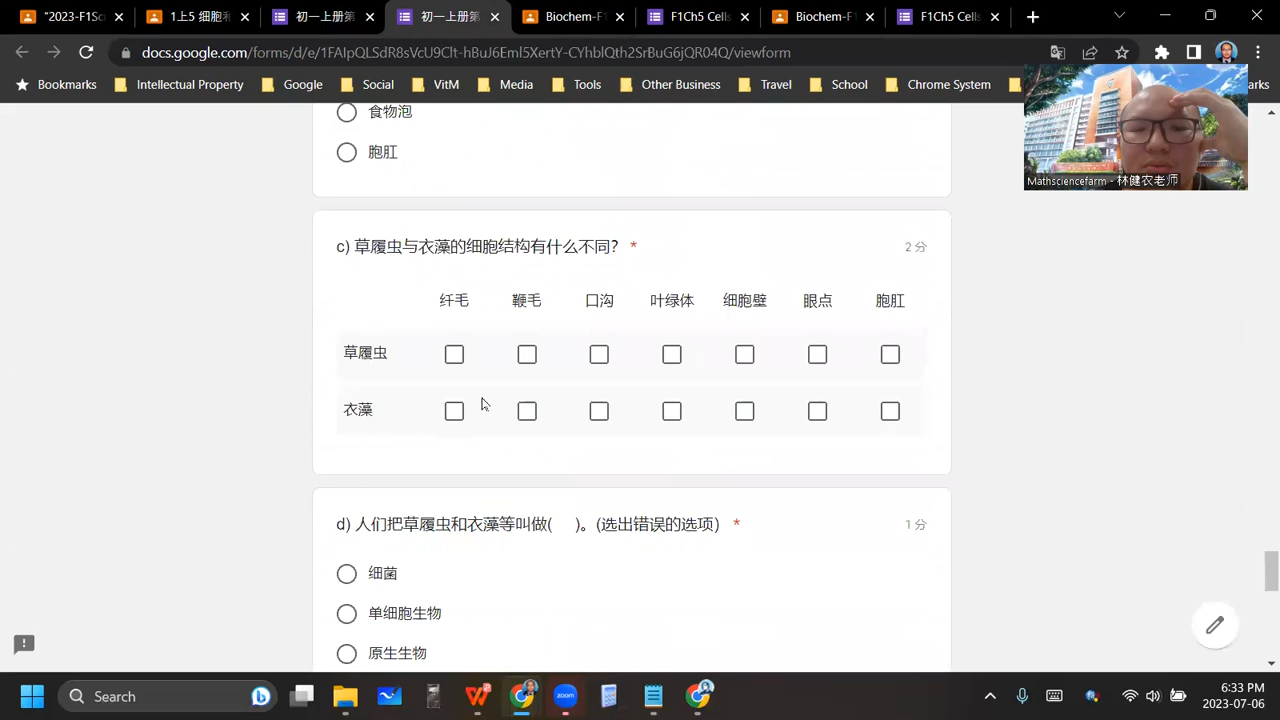 "2023-F1Sc
1上5 细胞和
初一上册第
初一上册第
Biochem-F1
F1Ch5 Cells
Biochem-F1
F1Ch5 Cells
docs.google.com/forms/d/e/
/viewform
Bookmarks
Intellectual Property
Google
Social
VitM
Media
Tools
Other Business
Travel
School
Chrome System
食物泡
胞肛
Mathsciencefarm - 林健农老师
c) 草履虫与衣藻的细胞结构有什么不同? *
2 分
纤毛 鞭毛 口沟 叶绿体 细胞壁 眼点 胞肛
草履虫
衣藻
d) 人们把草履虫和衣藻等叫做( )。(选出错误的选项) *
1 分
细菌
单细胞生物
原生生物
Search
6:33 PM
2023-07-06